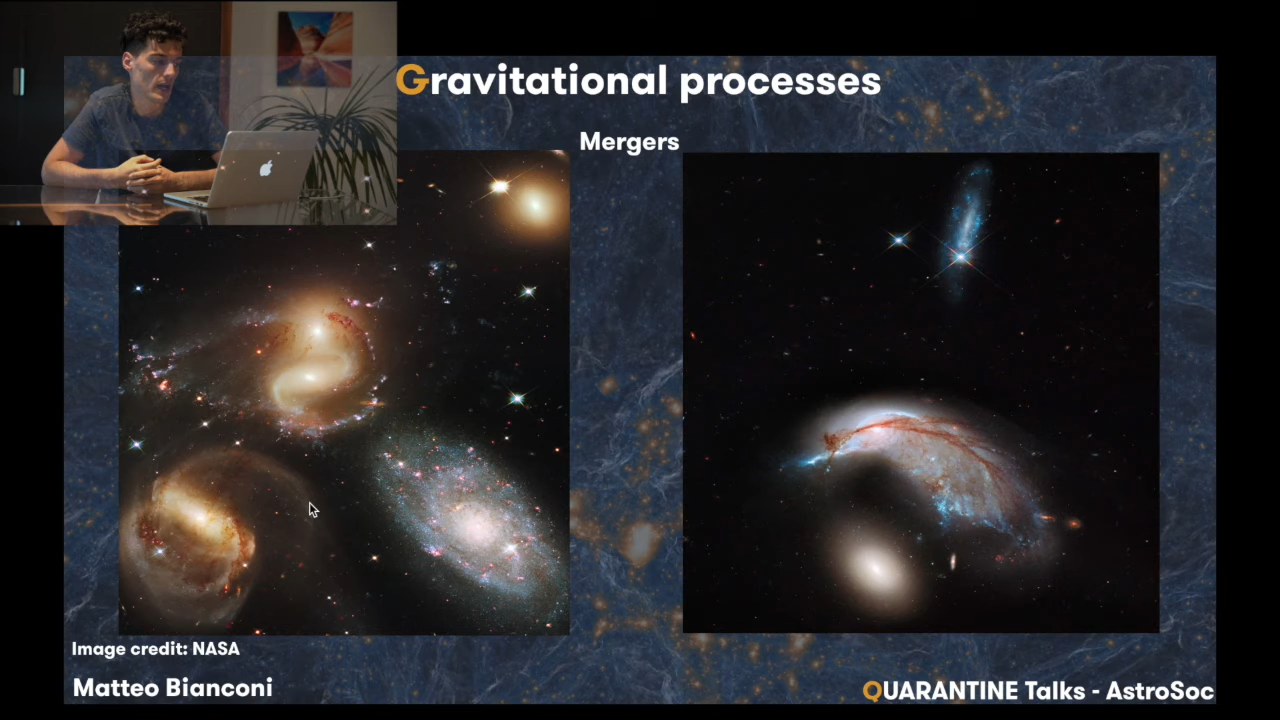 Gravitational processes
Mergers
Image credit: NASA
Matteo Bianconi
QUARANTINE Talks - AstroSoc